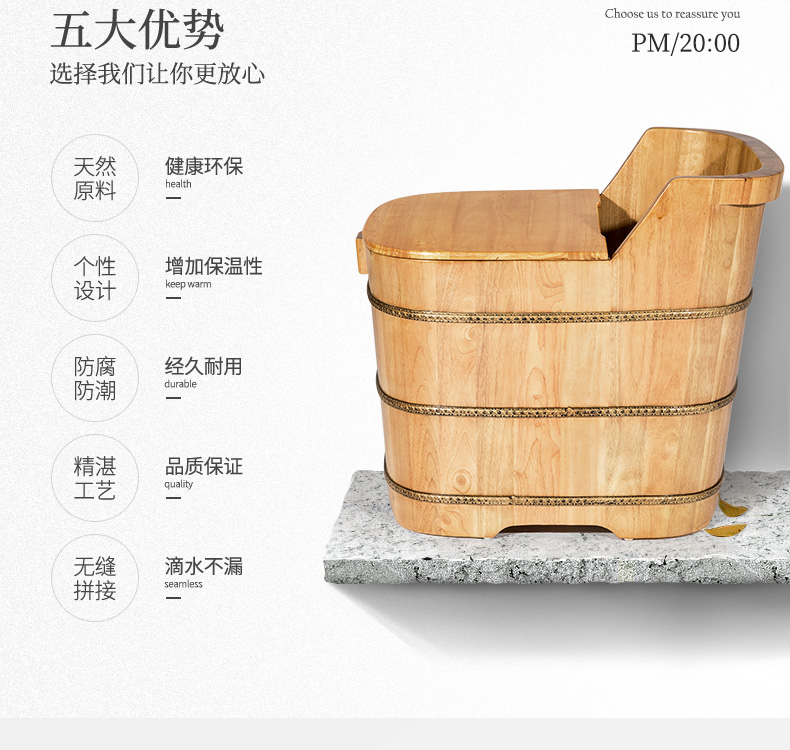 五大优势
选择我们让你更放心
Choose us to reassure you
PM/20:00
天然
原料
健康环保
health
个性
设计
增加保温性
keep warm
防腐
防潮
经久耐用
durable
精湛
工艺
品质保证
quality
无缝
拼接
滴水不漏
seamless